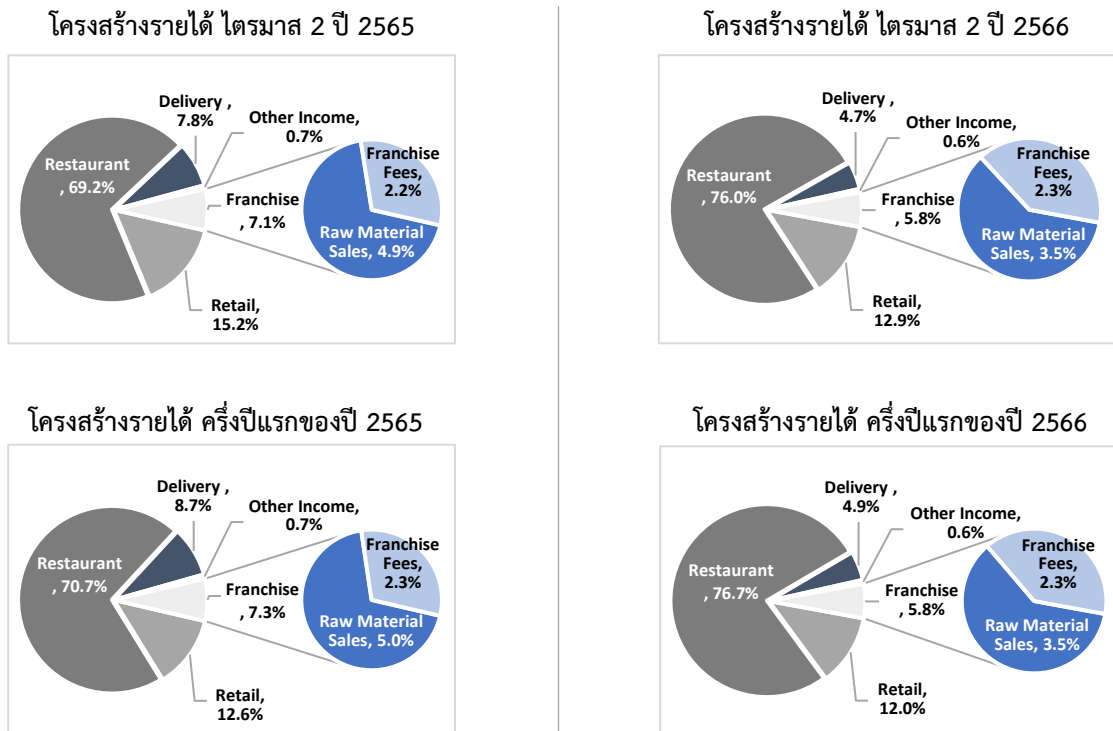 โครงสร้างรายได้ ไตรมาส 2 ปี 2565
Delivery ,
7.8%
Other Income,
0.7%
Restaurant
, 69.2%
Franchise
, 7.1%
Franchise
Fees,
2.2%
Raw Material
Sales, 4.9%
Retail,
15.2%
โครงสร้างรายได้ ไตรมาส 2 ปี 2566
Delivery ,
4.7%
Other Income,
0.6%
Restaurant
, 76.0%
Franchise
, 5.8%
Franchise
Fees,
2.3%
Raw Material
Sales, 3.5%
Retail,
12.9%
โครงสร้างรายได้ ครึ่งปีแรกของปี 2565
Delivery ,
8.7%
Other Income,
0.7%
Restaurant
, 70.7%
Franchise
, 7.3%
Franchise
Fees,
2.3%
Raw Material
Sales, 5.0%
Retail,
12.6%
โครงสร้างรายได้ ครึ่งปีแรกของปี 2566
Delivery ,
4.9%
Other Income,
0.6%
Restaurant
, 76.7%
Franchise
, 5.8%
Franchise
Fees,
2.3%
Raw Material
Sales, 3.5%
Retail,
12.0%